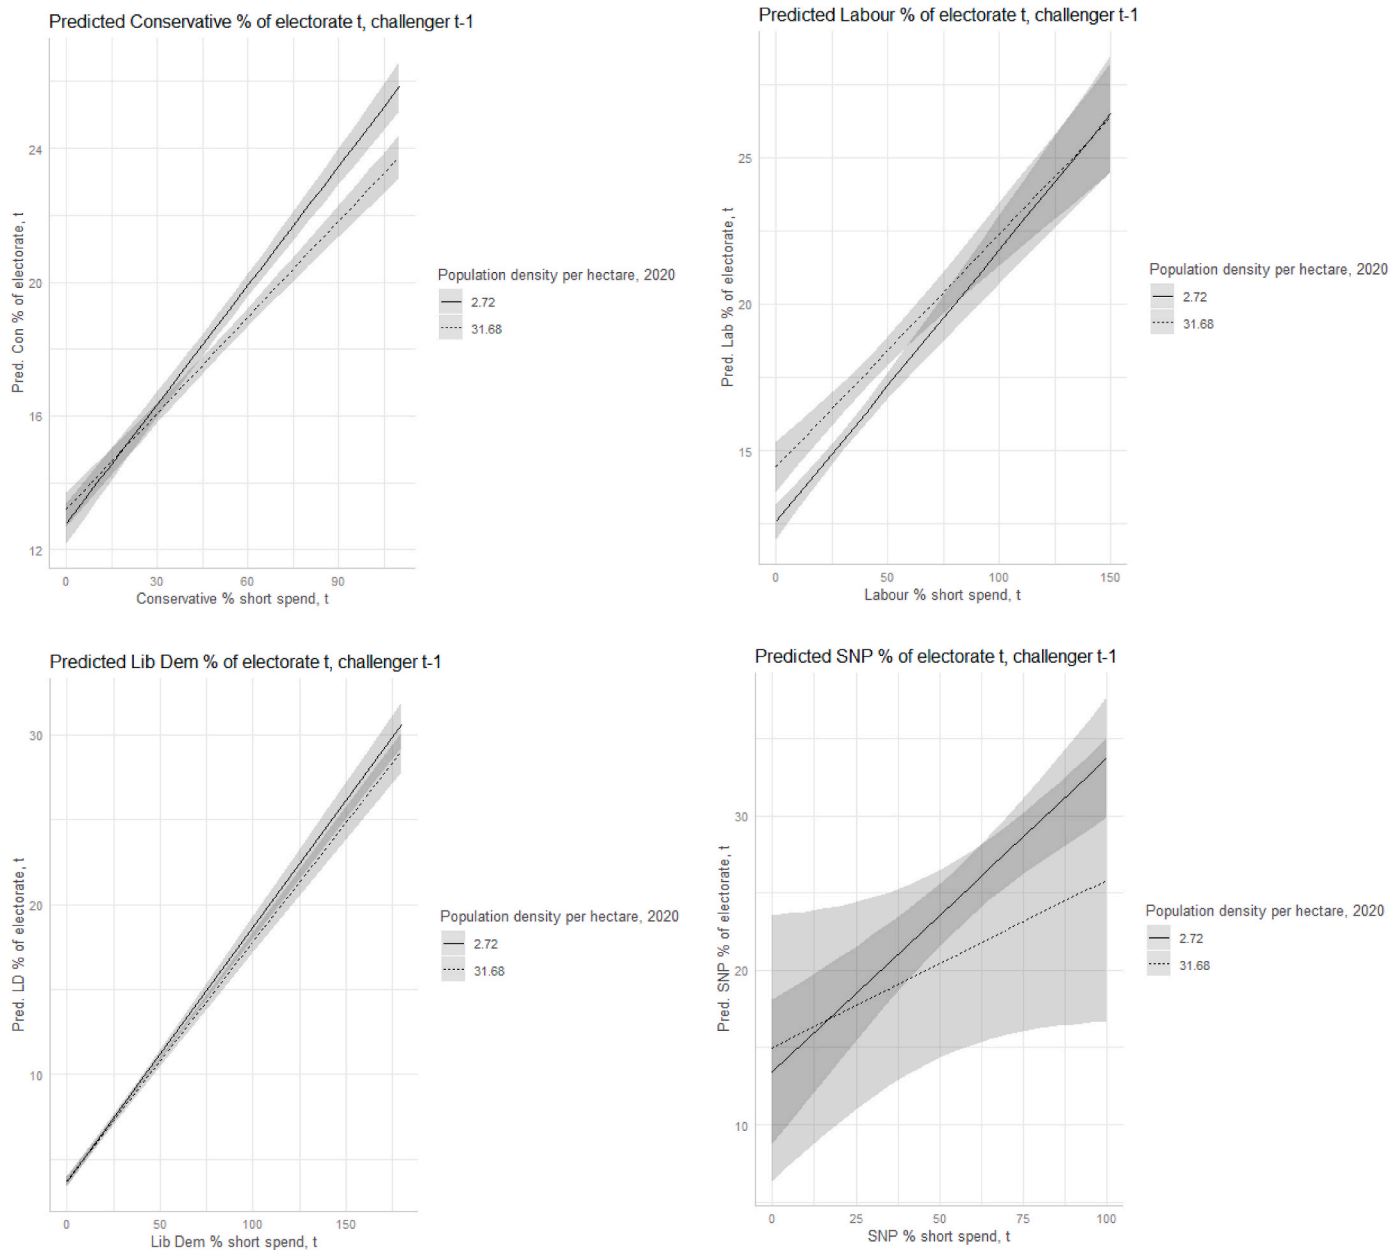 Predicted Conservative % of electorate t, challenger t-1
Pred. Con % of electorate, t
24
20
16
12
0 30 60 90
Conservative % short spend, t
Population density per hectare, 2020
2.72
31.68
Predicted Labour % of electorate t, challenger t-1
Pred. Lab % of electorate, t
25
20
15
0 50 100 150
Labour % short spend, t
Population density per hectare, 2020
2.72
31.68
Predicted Lib Dem % of electorate t, challenger t-1
Pred. LD % of electorate, t
30
20
10
0 50 100 150
Lib Dem % short spend, t
Population density per hectare, 2020
2.72
31.68
Predicted SNP % of electorate t, challenger t-1
Pred. SNP % of electorate, t
30
20
10
0 25 50 75 100
SNP % short spend, t
Population density per hectare, 2020
2.72
31.68